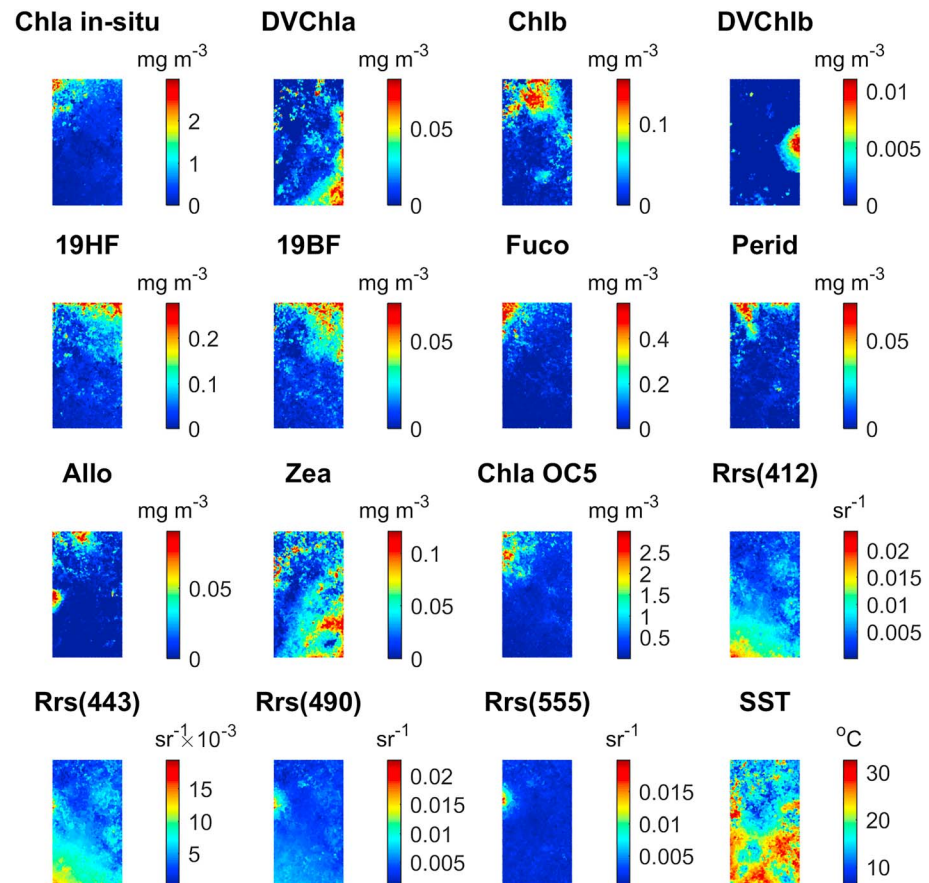 Chla in-situ DVChla Chlb DVChlb
mg m⁻³ mg m⁻³ mg m⁻³ mg m⁻³
2 0.05 0.1 0.01
1 0.005
0 0 0 0
19HF 19BF Fuco Perid
mg m⁻³ mg m⁻³ mg m⁻³ mg m⁻³
0.2 0.05 0.4 0.05
0.1 0.2
0 0 0 0
Allo Zea Chla OC5 Rrs(412)
mg m⁻³ mg m⁻³ mg m⁻³ sr⁻¹
0.1 2.5 0.02
2 0.015
0.05 0.05 1.5 0.01
1 0.005
0 0 0.5
Rrs(443) Rrs(490) Rrs(555) SST
sr⁻¹×10⁻³ sr⁻¹ sr⁻¹ °C
15 0.02 0.015 30
10 0.015 0.01 20
5 0.01 0.005 10
0.005